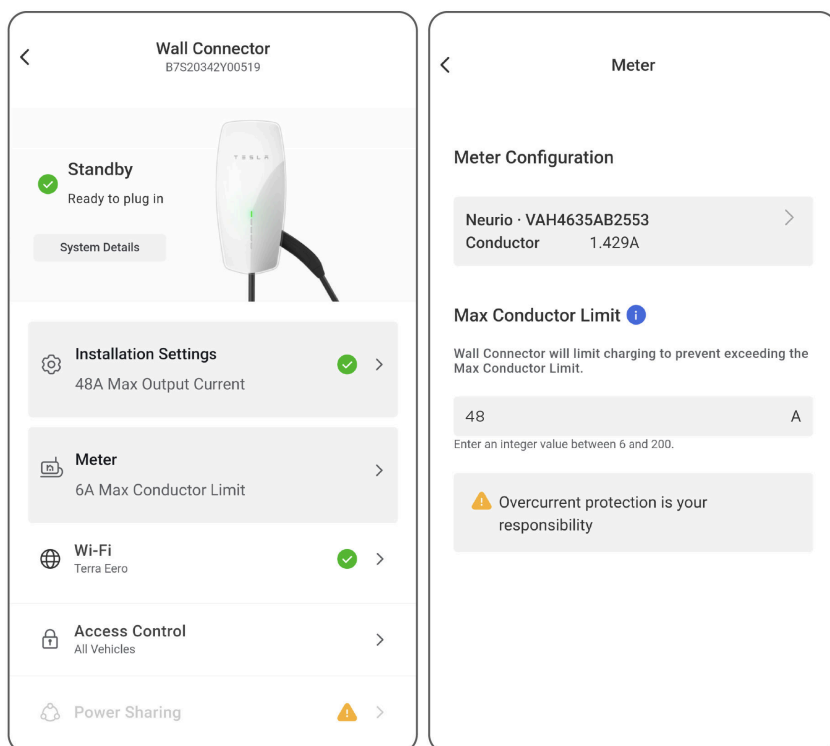 Wall Connector
B7S20342Y00519
Standby
Ready to plug in
System Details
TESLA
Installation Settings
48A Max Output Current
Meter
6A Max Conductor Limit
Wi-Fi
Terra Eero
Access Control
All Vehicles
Power Sharing
Meter
Meter Configuration
Neurio · VAH4635AB2553
Conductor 1.429A
Max Conductor Limit
Wall Connector will limit charging to prevent exceeding the
Max Conductor Limit.
48 A
Enter an integer value between 6 and 200.
Overcurrent protection is your
responsibility